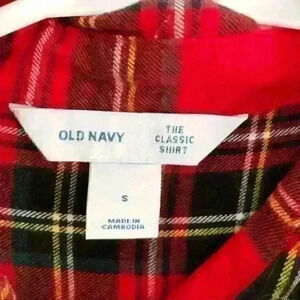 OLD NAVY
THE
CLASSIC
SHIRT
S
MADE IN
CAMBODIA